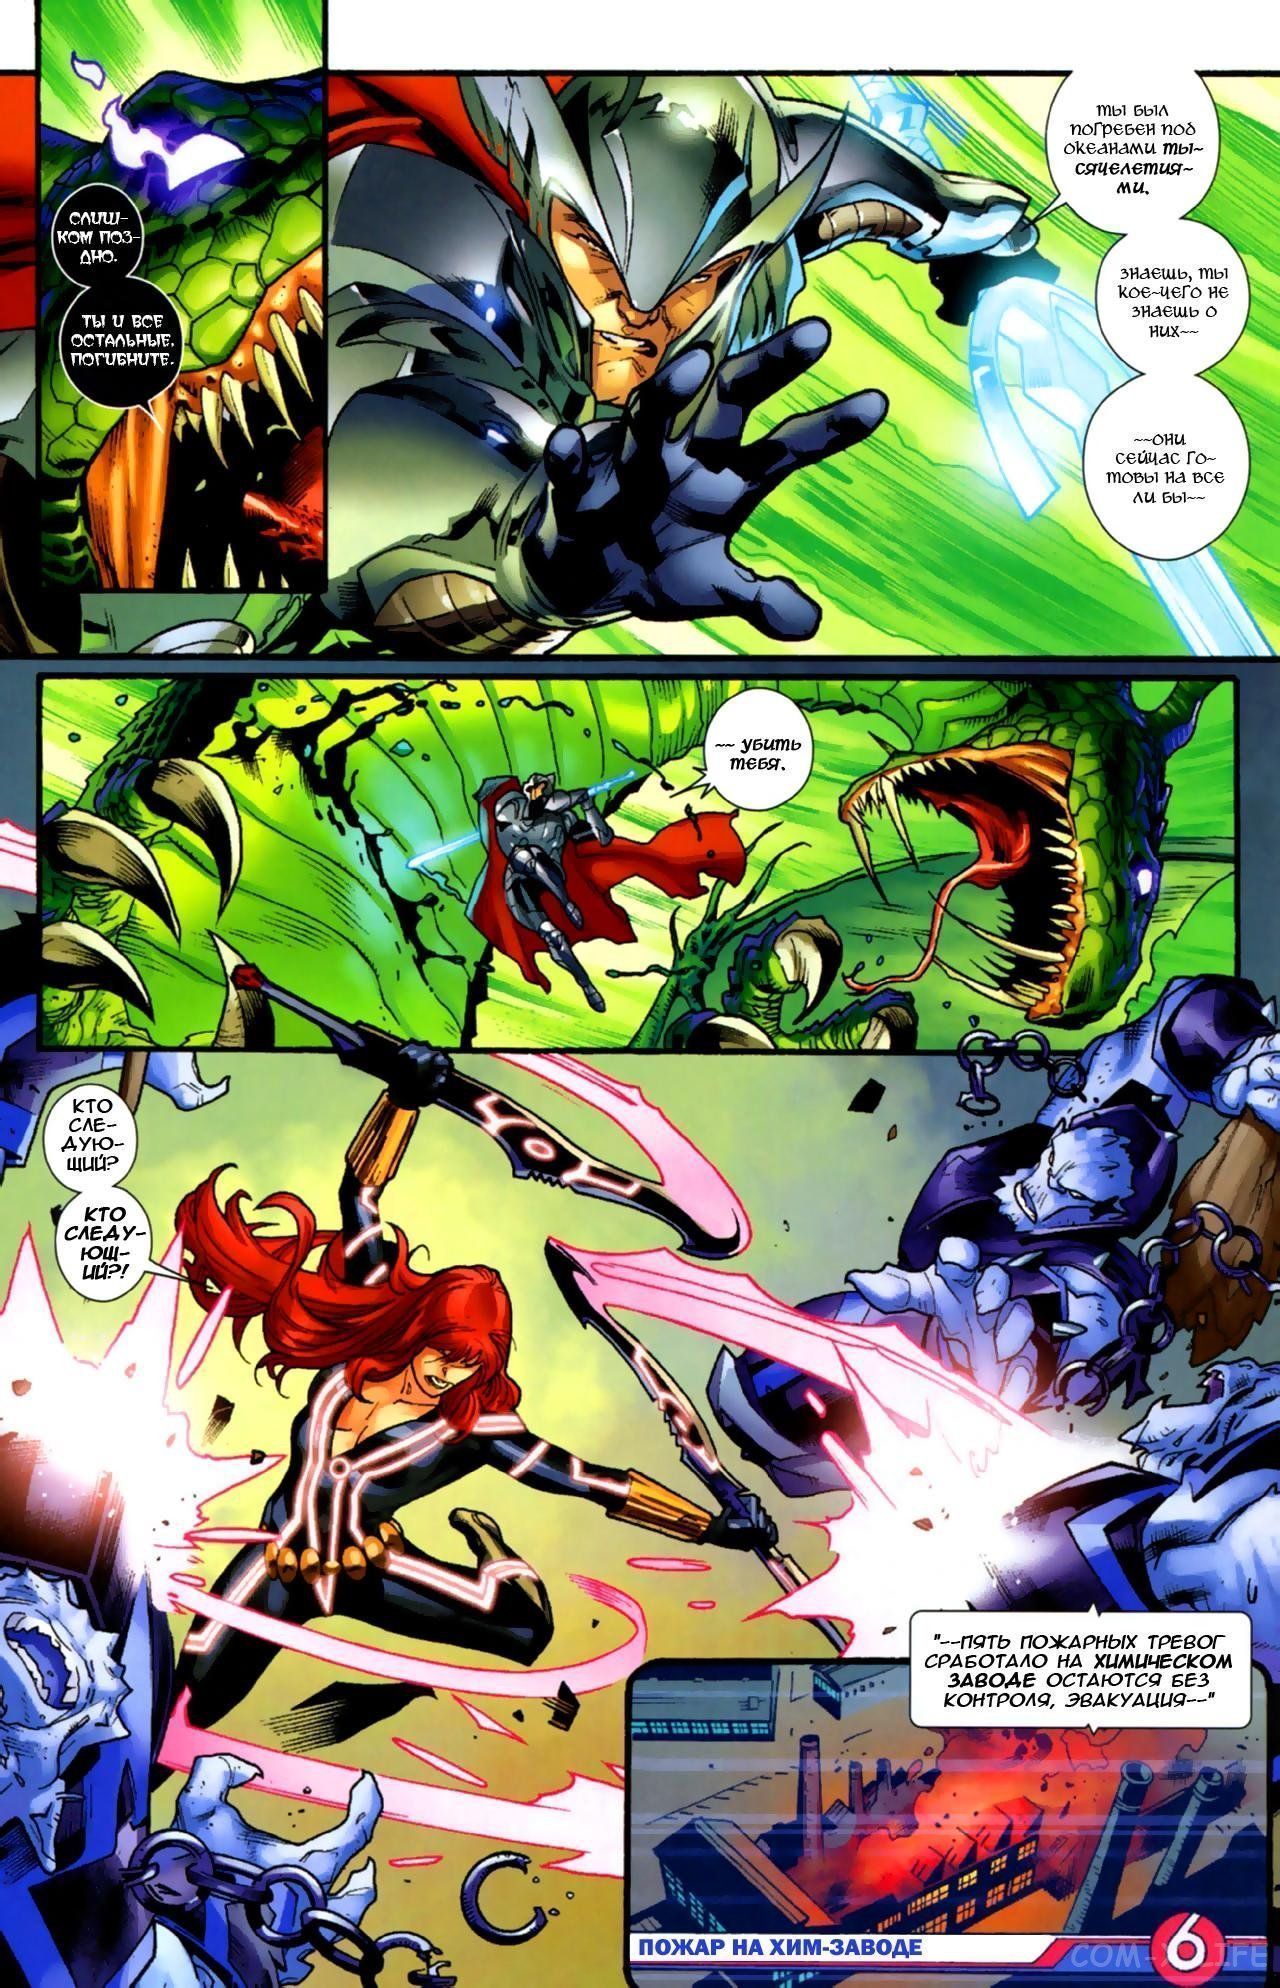 СЛИШ-
КОМ ПОЗ-
ДНО.
ТЫ И ВСЕ
ОСТАЛЬНЫЕ,
ПОГИБНИТЕ.
ТЫ БЫЛ
ПОГРЕБЕН ПОД
ОКЕАНАМИ ТЫ-
СЯЧЕЛЕТИЯ-
МИ.
ЗНАЕШЬ, ТЫ
КОЕ-ЧЕГО НЕ
ЗНАЕШЬ О
НИХ~~
~~ОНИ
СЕЙЧАС ГО-
ТОВЫ НА ВСЕ
ЛИ БЫ~~
~~ УБИТЬ
ТЕБЯ.
КТО
СЛЕ-
ДУЮ-
ЩИЙ?
КТО
СЛЕДУ-
ЮЩ-
ИЙ?!
"--ПЯТЬ ПОЖАРНЫХ ТРЕВОГ
СРАБОТАЛО НА ХИМИЧЕСКОМ
ЗАВОДЕ ОСТАЮТСЯ БЕЗ
КОНТРОЛЯ, ЭВАКУАЦИЯ--"
ПОЖАР НА ХИМ-ЗАВОДЕ
6
COM-X.LIFE